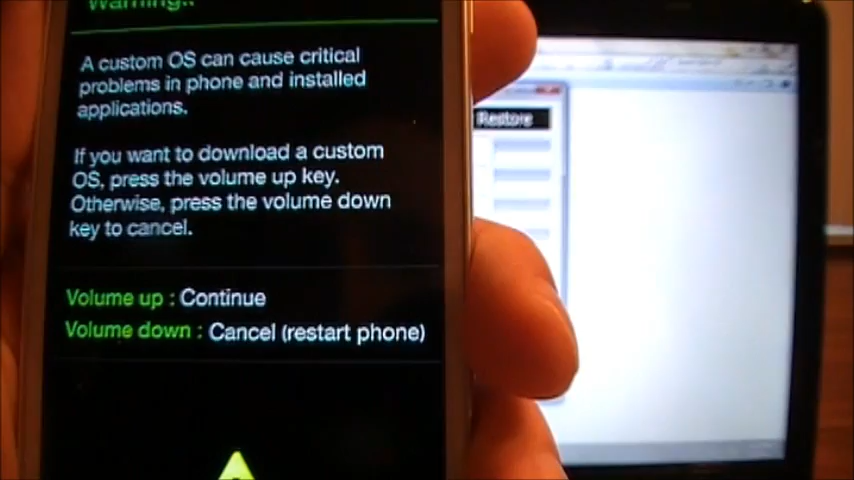 Warning!!
A custom OS can cause critical
problems in phone and installed
applications.
If you want to download a custom
OS, press the volume up key.
Otherwise, press the volume down
key to cancel.
Volume up : Continue
Volume down : Cancel (restart phone)
Restore